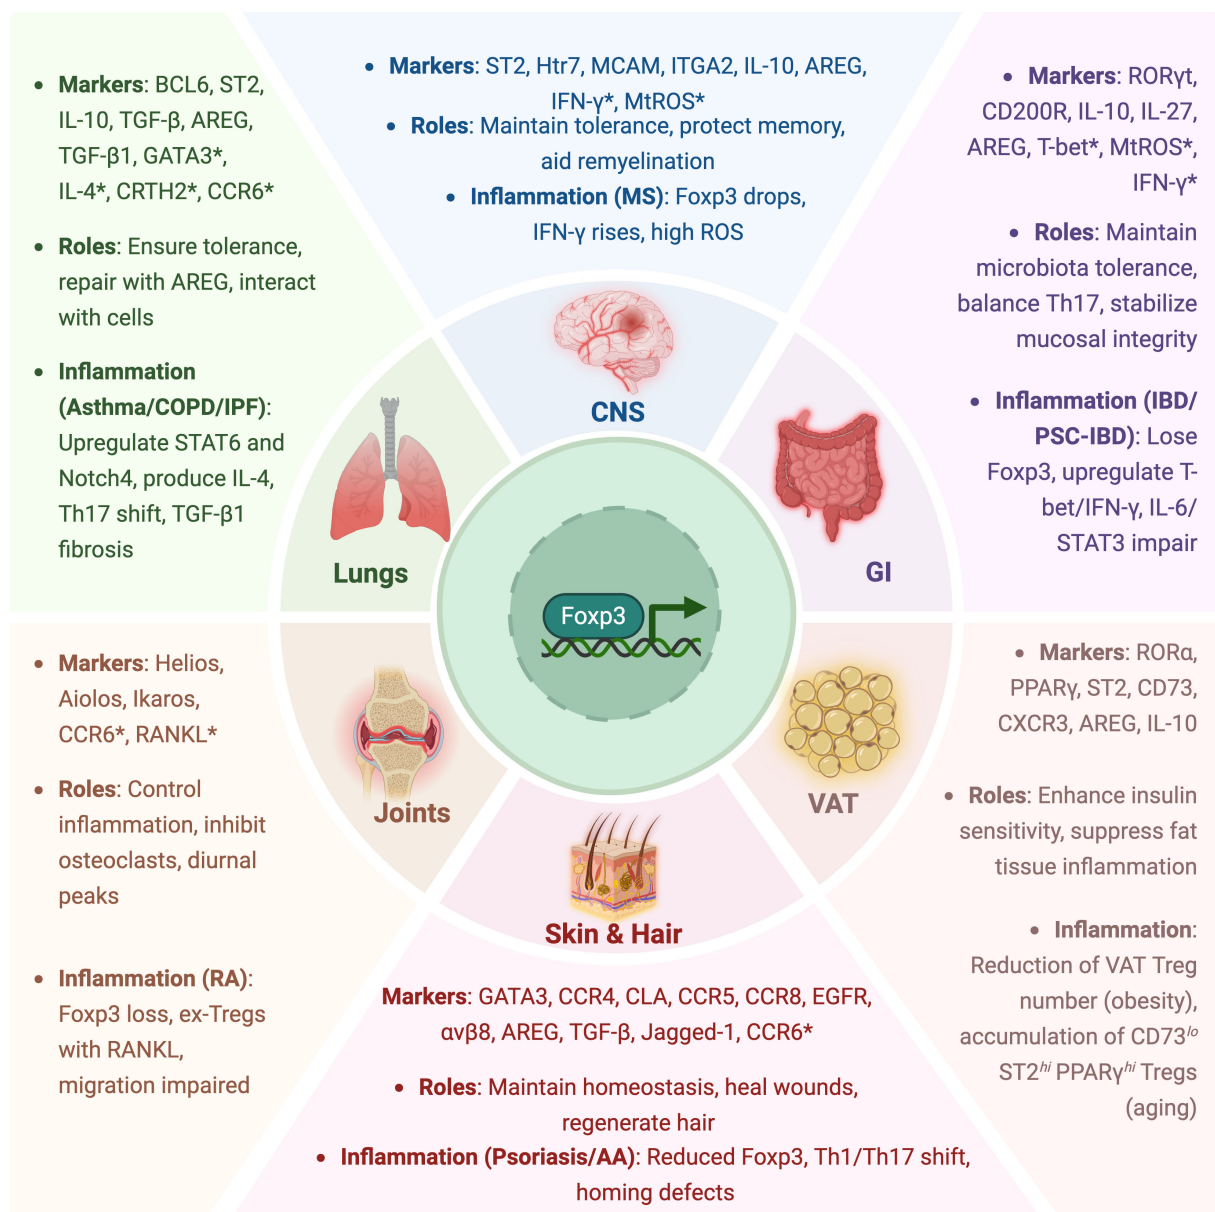 • Markers: BCL6, ST2,
IL-10, TGF-β, AREG,
TGF-β1, GATA3*,
IL-4*, CRTH2*, CCR6*
• Roles: Ensure tolerance,
repair with AREG, interact
with cells
• Inflammation
(Asthma/COPD/IPF):
Upregulate STAT6 and
Notch4, produce IL-4,
Th17 shift, TGF-β1
fibrosis
Lungs
• Markers: ST2, Htr7, MCAM, ITGA2, IL-10, AREG,
IFN-γ*, MtROS*
• Roles: Maintain tolerance, protect memory,
aid remyelination
• Inflammation (MS): Foxp3 drops,
IFN-γ rises, high ROS
CNS
• Markers: RORγt,
CD200R, IL-10, IL-27,
AREG, T-bet*, MtROS*,
IFN-γ*
• Roles: Maintain
microbiota tolerance,
balance Th17, stabilize
mucosal integrity
• Inflammation (IBD/
PSC-IBD): Lose
Foxp3, upregulate T-
bet/IFN-γ, IL-6/
STAT3 impair
GI
Foxp3
• Markers: Helios,
Aiolos, Ikaros,
CCR6*, RANKL*
• Roles: Control
inflammation, inhibit
osteoclasts, diurnal
peaks
• Inflammation (RA):
Foxp3 loss, ex-Tregs
with RANKL,
migration impaired
Joints
Skin & Hair
Markers: GATA3, CCR4, CLA, CCR5, CCR8, EGFR,
αvβ8, AREG, TGF-β, Jagged-1, CCR6*
• Roles: Maintain homeostasis, heal wounds,
regenerate hair
• Inflammation (Psoriasis/AA): Reduced Foxp3, Th1/Th17 shift,
homing defects
VAT
• Markers: RORα,
PPARγ, ST2, CD73,
CXCR3, AREG, IL-10
• Roles: Enhance insulin
sensitivity, suppress fat
tissue inflammation
• Inflammation:
Reduction of VAT Treg
number (obesity),
accumulation of CD73lo
ST2hi PPARγhi Tregs
(aging)